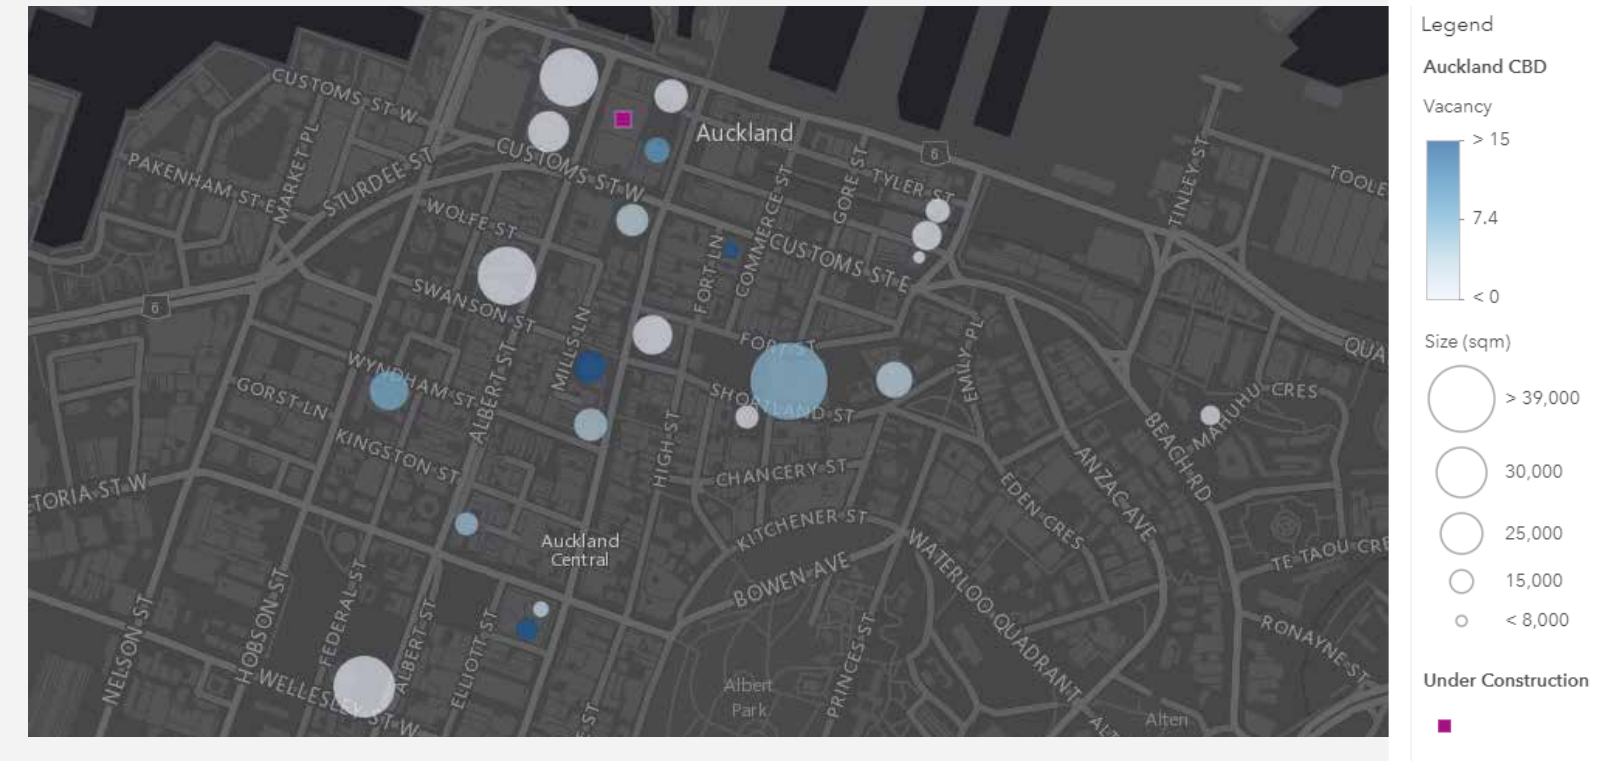 CUSTOMS ST W
Auckland
CUSTOMS ST W
6
TYLER ST
TINLEY ST
TOOLE
PAKENHAM ST E
MARKET PL
STURDEE ST
GORE ST
COMMERCE ST
WOLFE ST
CUSTOMS ST E
FORT LN
SWANSON ST
6
MILLS LN
FORT ST
EMILY PL
QUA
WYNDHAM ST
ALBERT ST
GORST LN
SHORTLAND ST
MAHUHU CRES
BEACH RD
KINGSTON ST
HIGH ST
CHANCERY ST
ANZAC AVE
EDEN CRES
TORIA ST W
KITCHENER ST
Auckland
Central
WATERLOO QUADRANT
TE TAOU CRE
BOWEN AVE
NELSON ST
HOBSON ST
FEDERAL ST
ALBERT ST
ELLIOTT ST
PRINCES ST
RONAYNE ST
WELLESLEY ST W
Albert
Park
ST
ALT
Alten
Legend
Auckland CBD
Vacancy
> 15
7.4
< 0
Size (sqm)
> 39,000
30,000
25,000
15,000
< 8,000
Under Construction